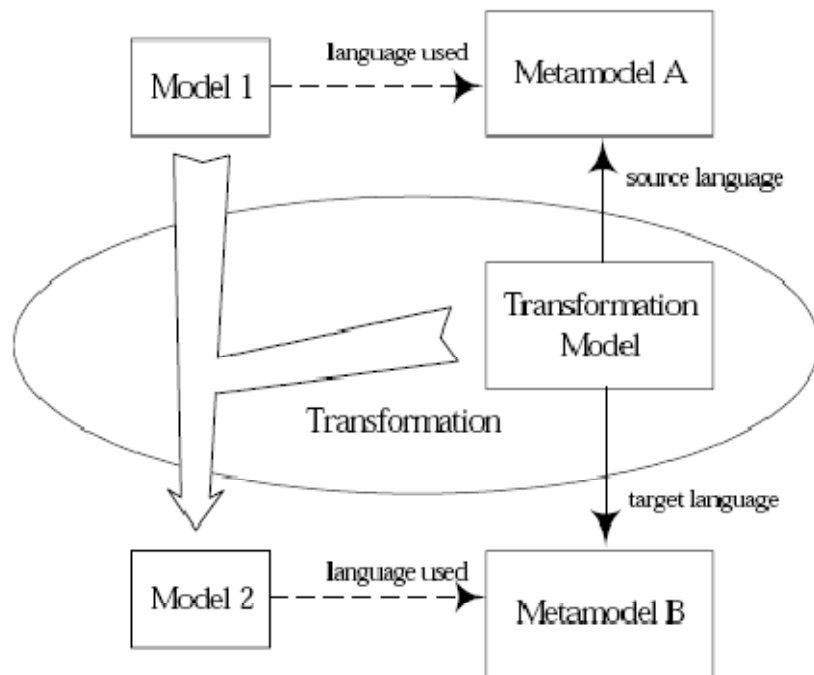 language used
Model 1
Metamodel A
source language
Transformation
Model
Transformation
target language
language used
Model 2
Metamodel B